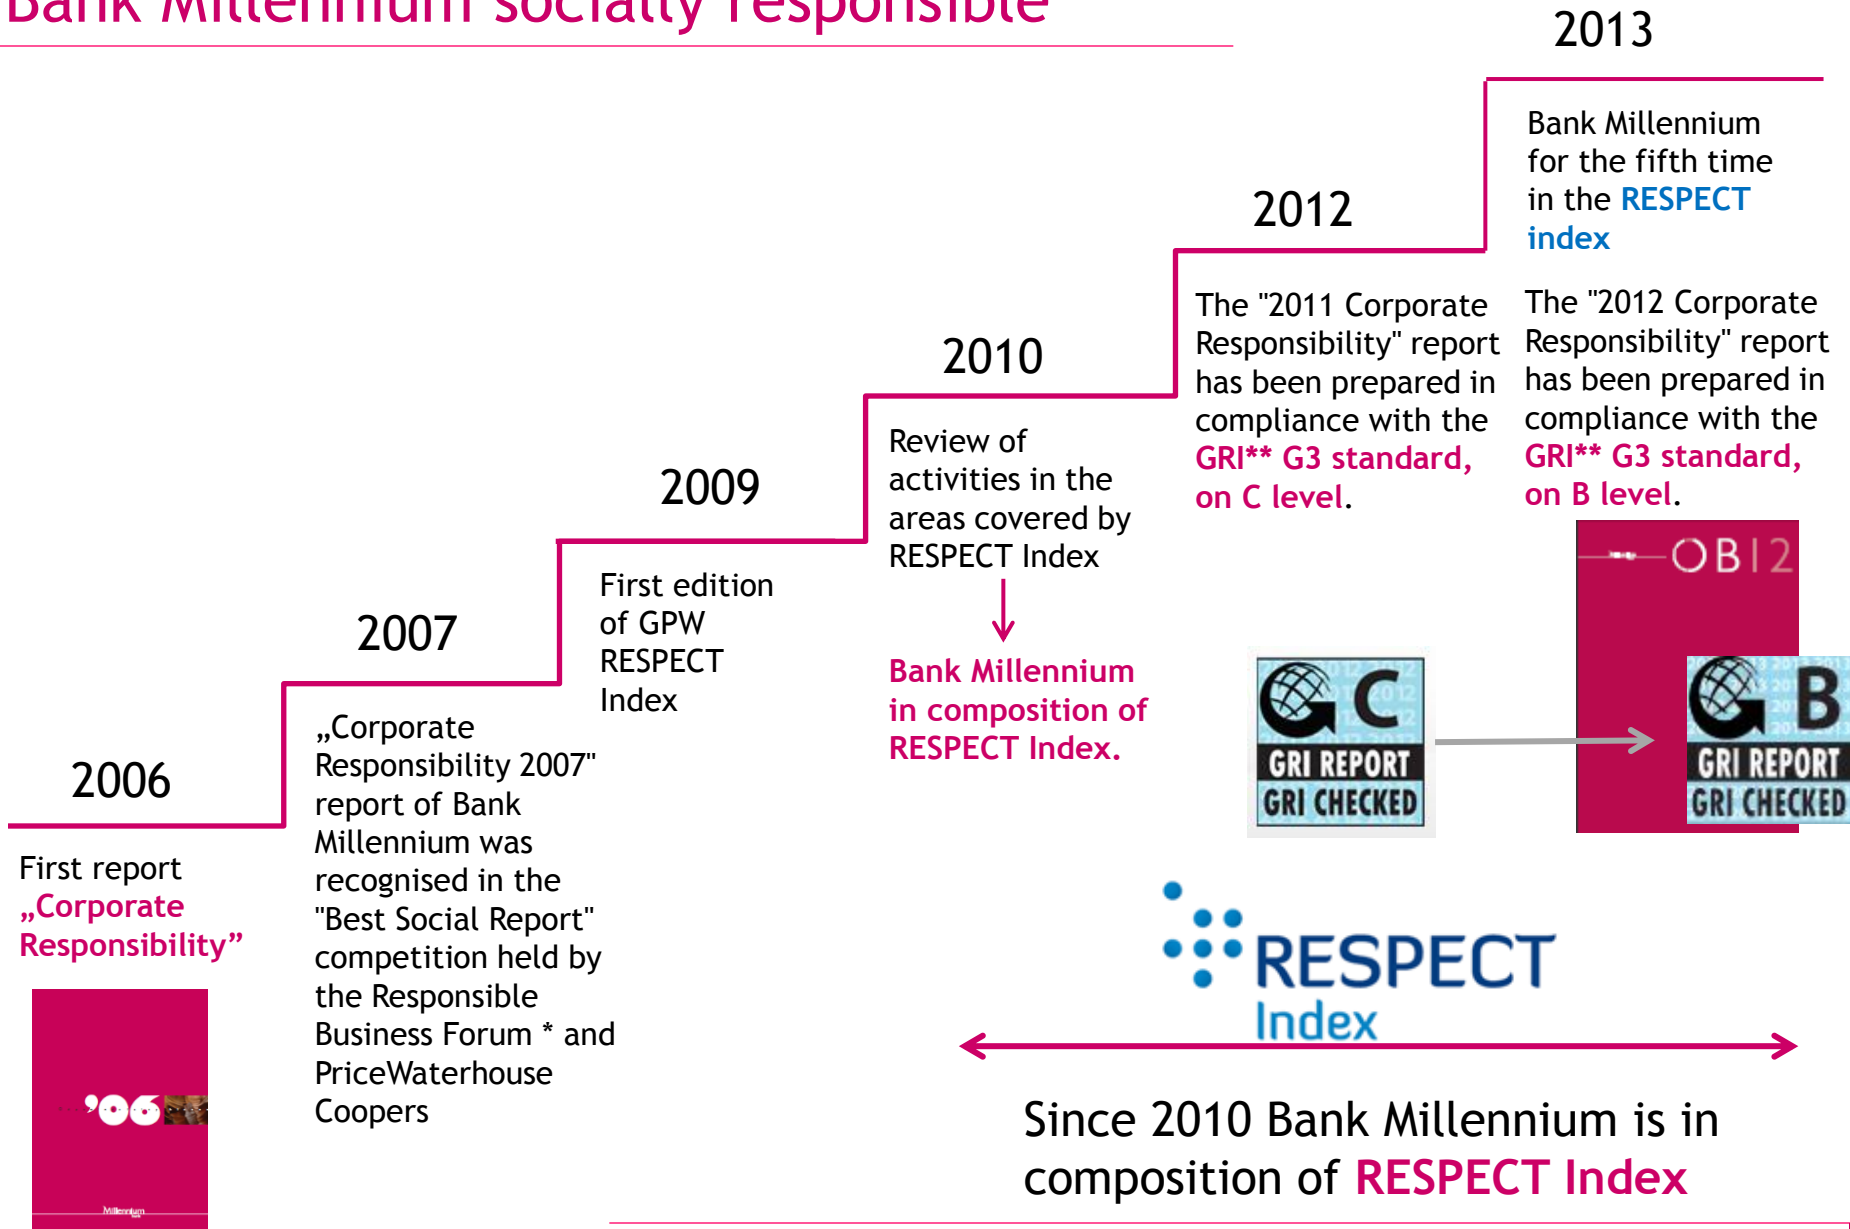 Bank Millennium socially responsible
2006
First report
„Corporate
Responsibility”
’06
Millennium
bank
2007
„Corporate
Responsibility 2007"
report of Bank
Millennium was
recognised in the
"Best Social Report"
competition held by
the Responsible
Business Forum * and
PriceWaterhouse
Coopers
2009
First edition
of GPW
RESPECT
Index
2010
Review of
activities in the
areas covered by
RESPECT Index
Bank Millennium
in composition of
RESPECT Index.
2012
The "2011 Corporate
Responsibility" report
has been prepared in
compliance with the
GRI** G3 standard,
on C level.
C
GRI REPORT
GRI CHECKED
2013
Bank Millennium
for the fifth time
in the RESPECT
index
The "2012 Corporate
Responsibility" report
has been prepared in
compliance with the
GRI** G3 standard,
on B level.
OB12
B
GRI REPORT
GRI CHECKED
RESPECT
Index
Since 2010 Bank Millennium is in
composition of RESPECT Index